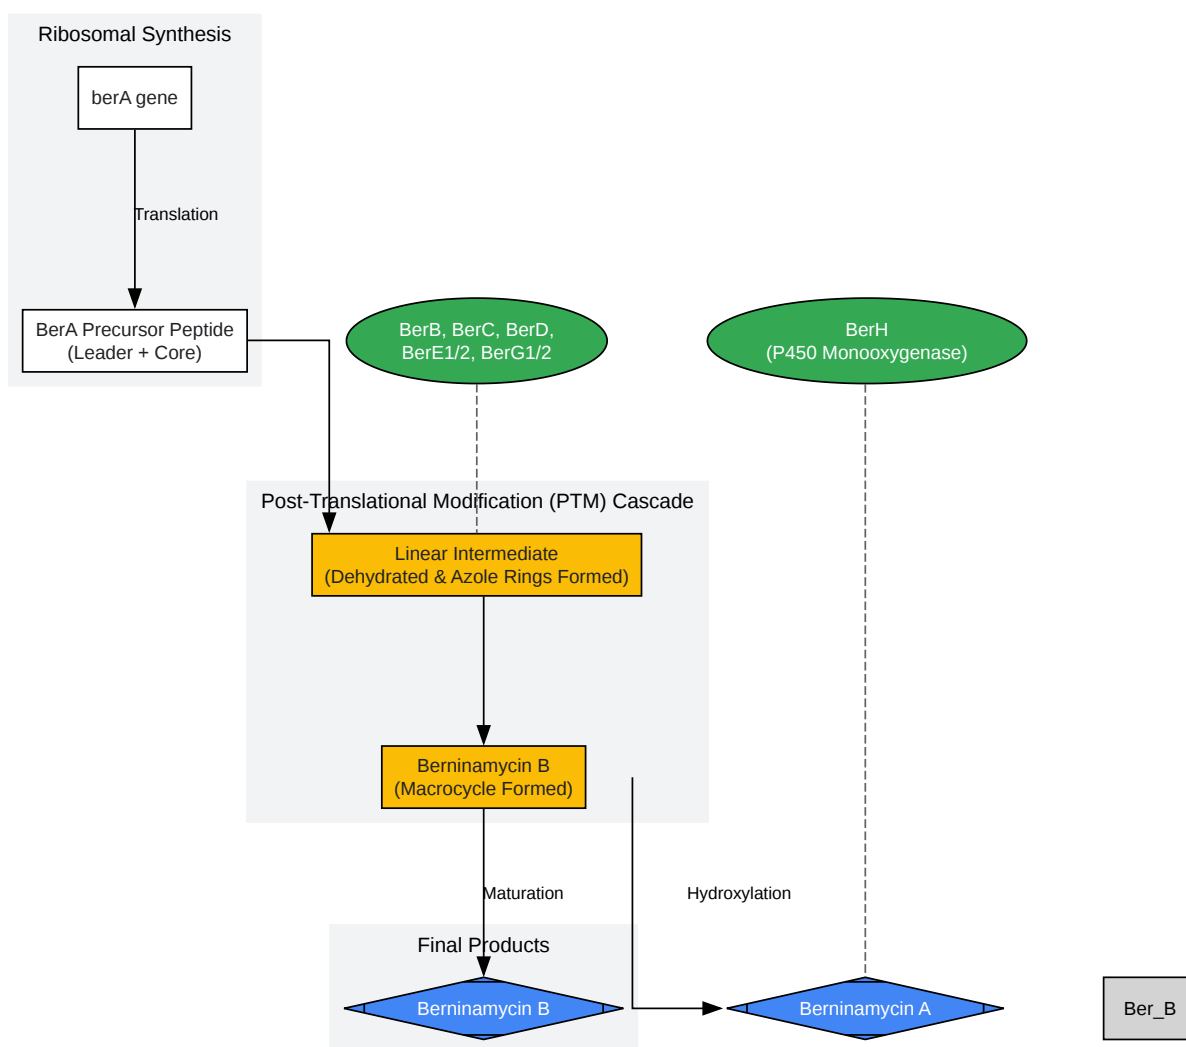 Ribosomal Synthesis
berA gene
Translation
BerA Precursor Peptide
(Leader + Core)
BerB, BerC, BerD,
BerE1/2, BerG1/2
BerH
(P450 Monooxygenase)
Post-Translational Modification (PTM) Cascade
Linear Intermediate
(Dehydrated & Azole Rings Formed)
Berninamycin B
(Macrocycle Formed)
Maturation
Hydroxylation
Final Products
Berninamycin B
Berninamycin A
Ber_B